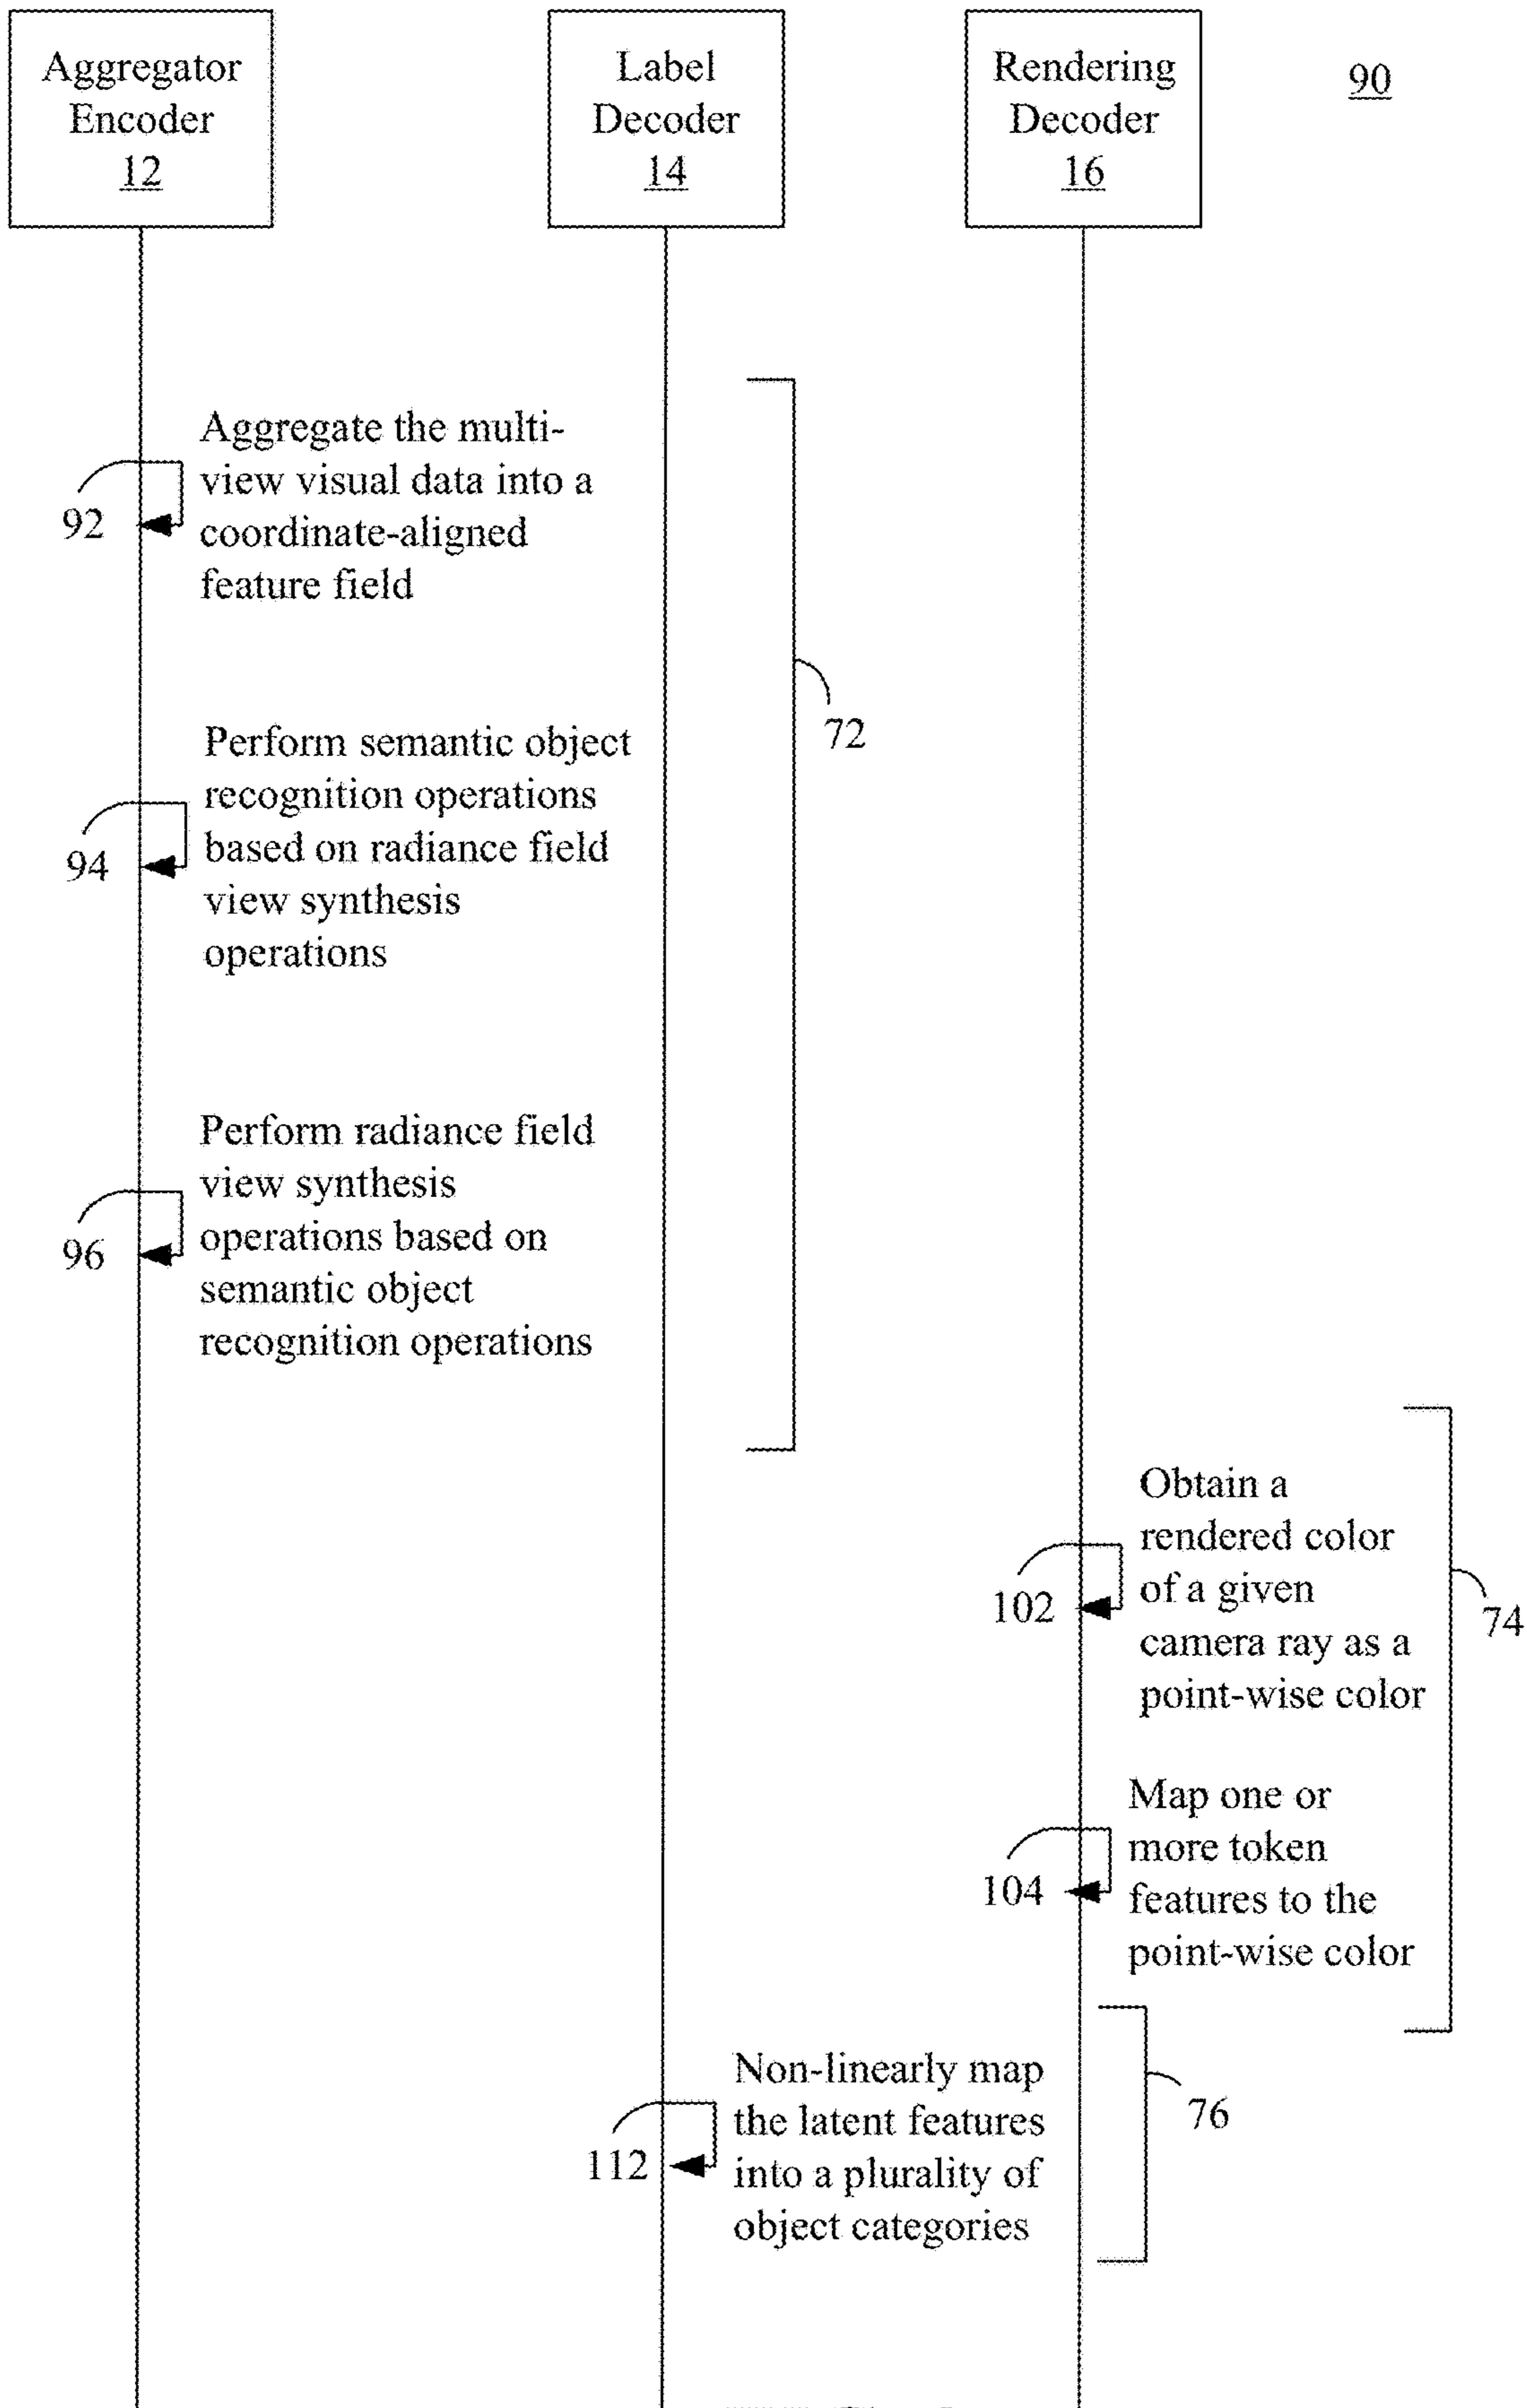 Aggregator
Encoder
12
Label
Decoder
14
Rendering
Decoder
16
90
Aggregate the multi-
view visual data into a
coordinate-aligned
feature field
92
72
Perform semantic object
recognition operations
based on radiance field
view synthesis
operations
94
Perform radiance field
view synthesis
operations based on
semantic object
recognition operations
96
Obtain a
rendered color
of a given
camera ray as a
point-wise color
102
74
Map one or
more token
features to the
point-wise color
104
Non-linearly map
the latent features
into a plurality of
object categories
112
76